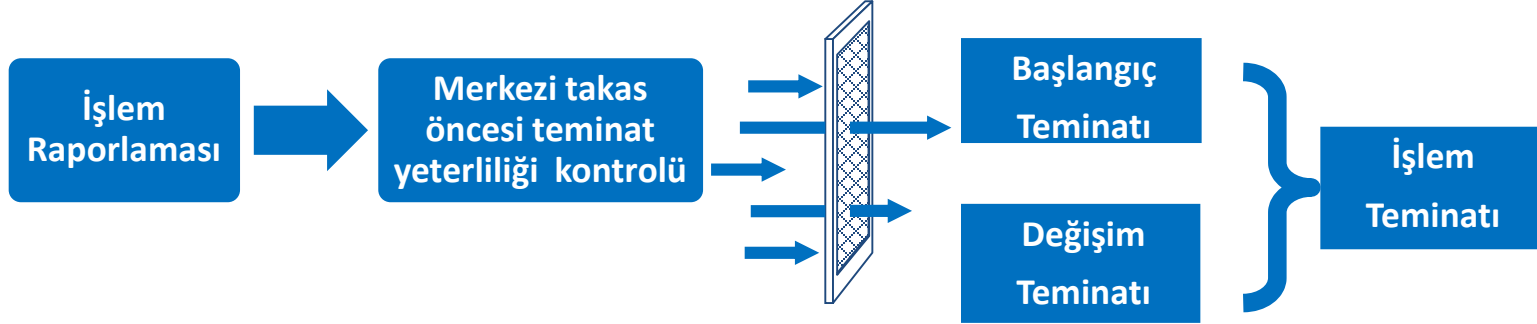 İşlem
Raporlaması
Merkezi takas
öncesi teminat
yeterliliği kontrolü
Başlangıç
Teminatı
Değişim
Teminatı
İşlem
Teminatı